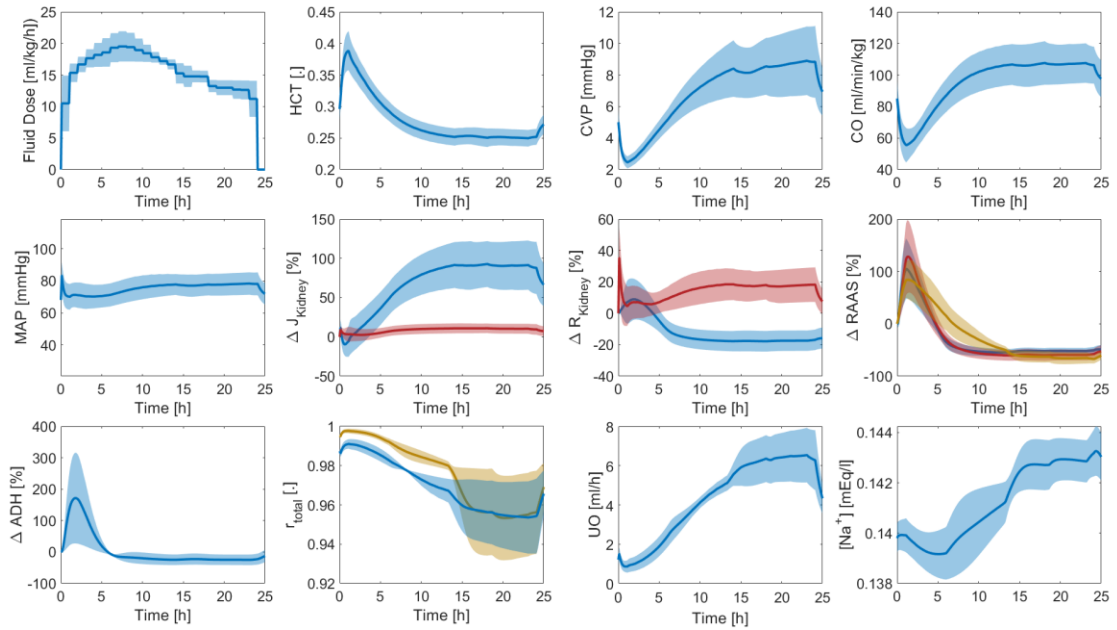 Fluid Dose [ml/kg/h])
25
20
15
10
5
0
0 5 10 15 20 25
Time [h]
HCT [.]
0.45
0.4
0.35
0.3
0.25
0.2
0 5 10 15 20 25
Time [h]
CVP [mmHg]
12
10
8
6
4
2
0 5 10 15 20 25
Time [h]
CO [ml/min/kg]
140
120
100
80
60
40
0 5 10 15 20 25
Time [h]
MAP [mmHg]
100
80
60
40
0 5 10 15 20 25
Time [h]
Δ J_Kidney [%]
150
100
50
0
-50
0 5 10 15 20 25
Time [h]
Δ R_Kidney [%]
60
40
20
0
-20
-40
0 5 10 15 20 25
Time [h]
Δ RAAS [%]
200
100
0
-100
0 5 10 15 20 25
Time [h]
Δ ADH [%]
400
300
200
100
0
-100
0 5 10 15 20 25
Time [h]
r_total [.]
1
0.98
0.96
0.94
0.92
0 5 10 15 20 25
Time [h]
UO [ml/h]
8
6
4
2
0
0 5 10 15 20 25
Time [h]
[Na⁺] [mEq/l]
0.144
0.142
0.14
0.138
0 5 10 15 20 25
Time [h]